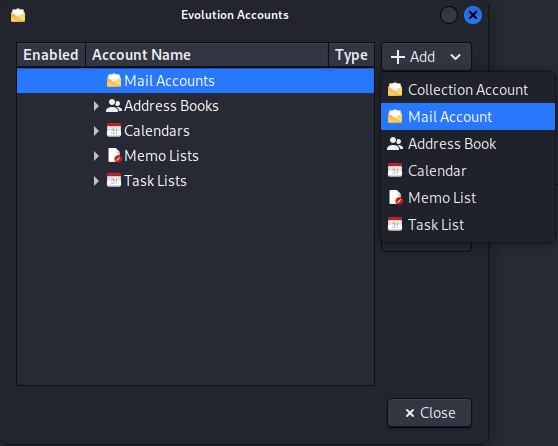 Evolution Accounts
Enabled Account Name Type
Mail Accounts
Address Books
Calendars
Memo Lists
Task Lists
Add
Collection Account
Mail Account
Address Book
Calendar
Memo List
Task List
Close